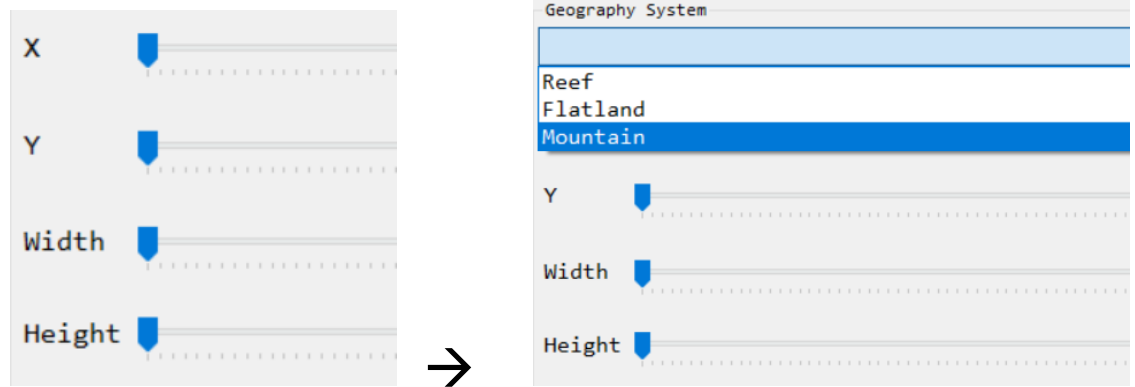 X
Y
Width
Height
→
Geography System
Reef
Flatland
Mountain
Y
Width
Height